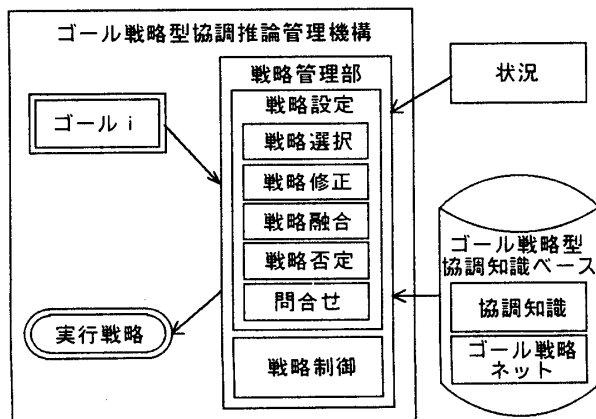 ゴール戦略型協調推論管理機構
戦略管理部
戦略設定
戦略選択
戦略修正
戦略融合
戦略否定
問合せ
戦略制御
ゴールi
実行戦略
状況
ゴール戦略型
協調知識ベース
協調知識
ゴール戦略
ネット